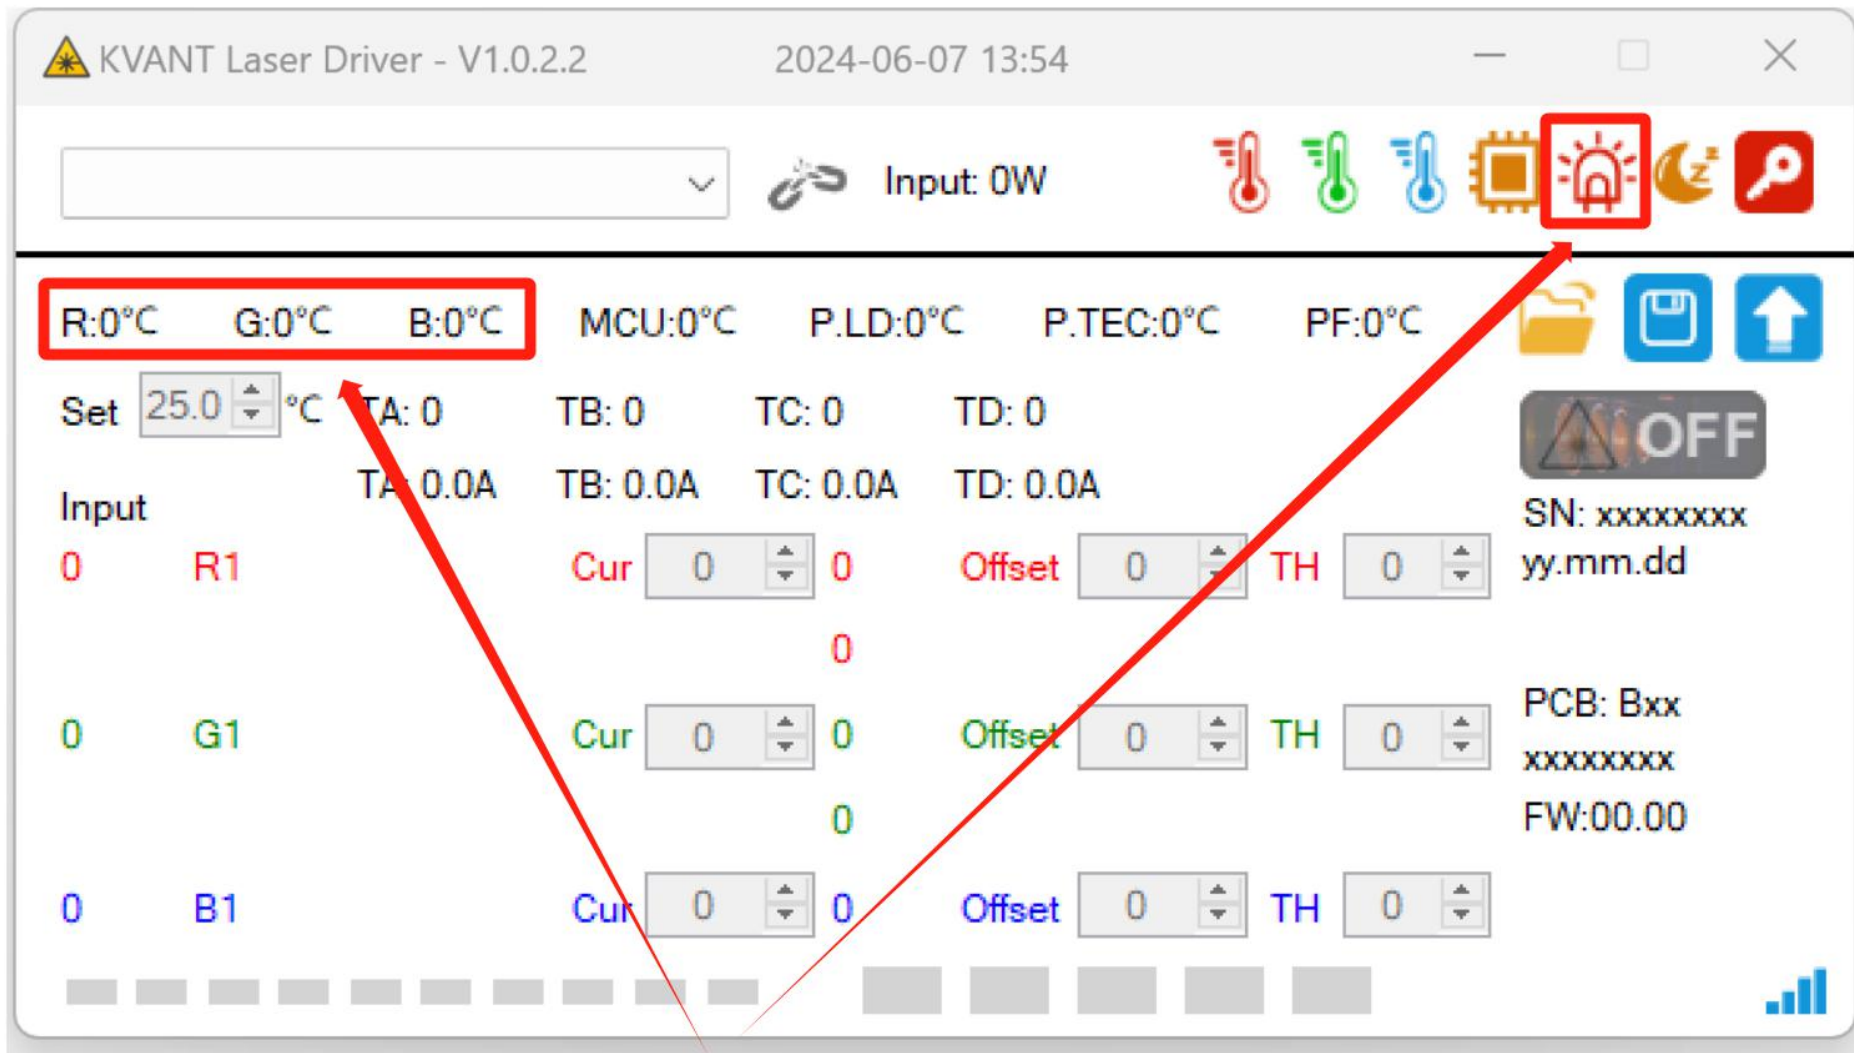 KVANT Laser Driver - V1.0.2.2 2024-06-07 13:54
Input: 0W
R:0°C G:0°C B:0°C MCU:0°C P.LD:0°C P.TEC:0°C PF:0°C
Set 25.0 °C TA: 0 TB: 0 TC: 0 TD: 0
OFF
TA: 0.0A TB: 0.0A TC: 0.0A TD: 0.0A
Input
SN: xxxxxxxx
yy.mm.dd
0 R1 Cur 0 0 Offset 0 TH 0
0
PCB: Bxx
0 G1 Cur 0 0 Offset 0 TH 0
xxxxxxxx
0
FW:00.00
0 B1 Cur 0 0 Offset 0 TH 0